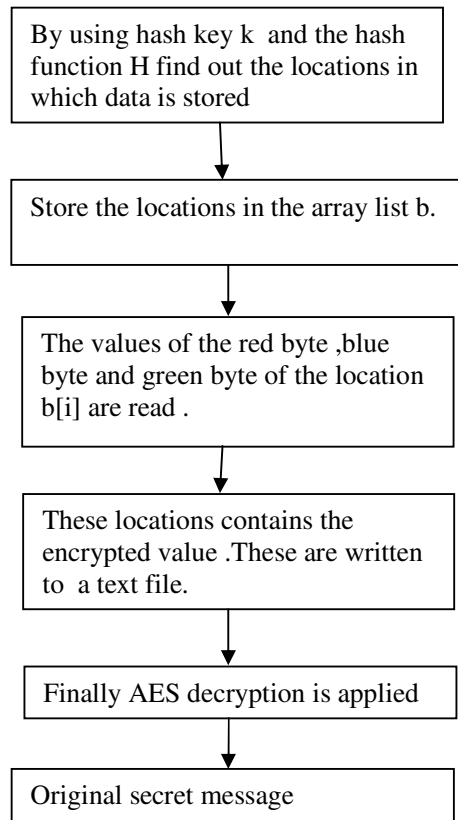 By using hash key k  and the hash
function H find out the locations in
which data is stored
Store the locations in the array list b.
The values of the red byte ,blue
byte and green byte of the location
b[i] are read .
These locations contains the
encrypted value .These are written
to  a text file.
Finally AES decryption is applied
Original secret message